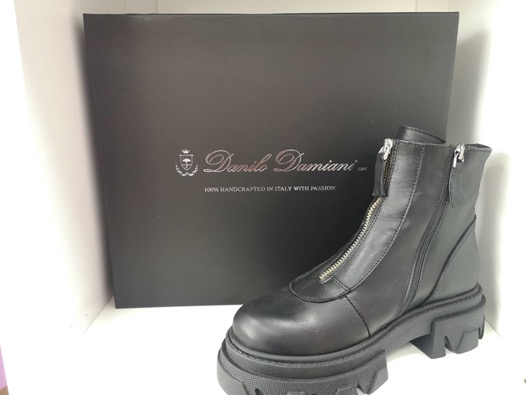 Danilo Damiani
100% HANDCRAFTED IN ITALY WITH PASSION